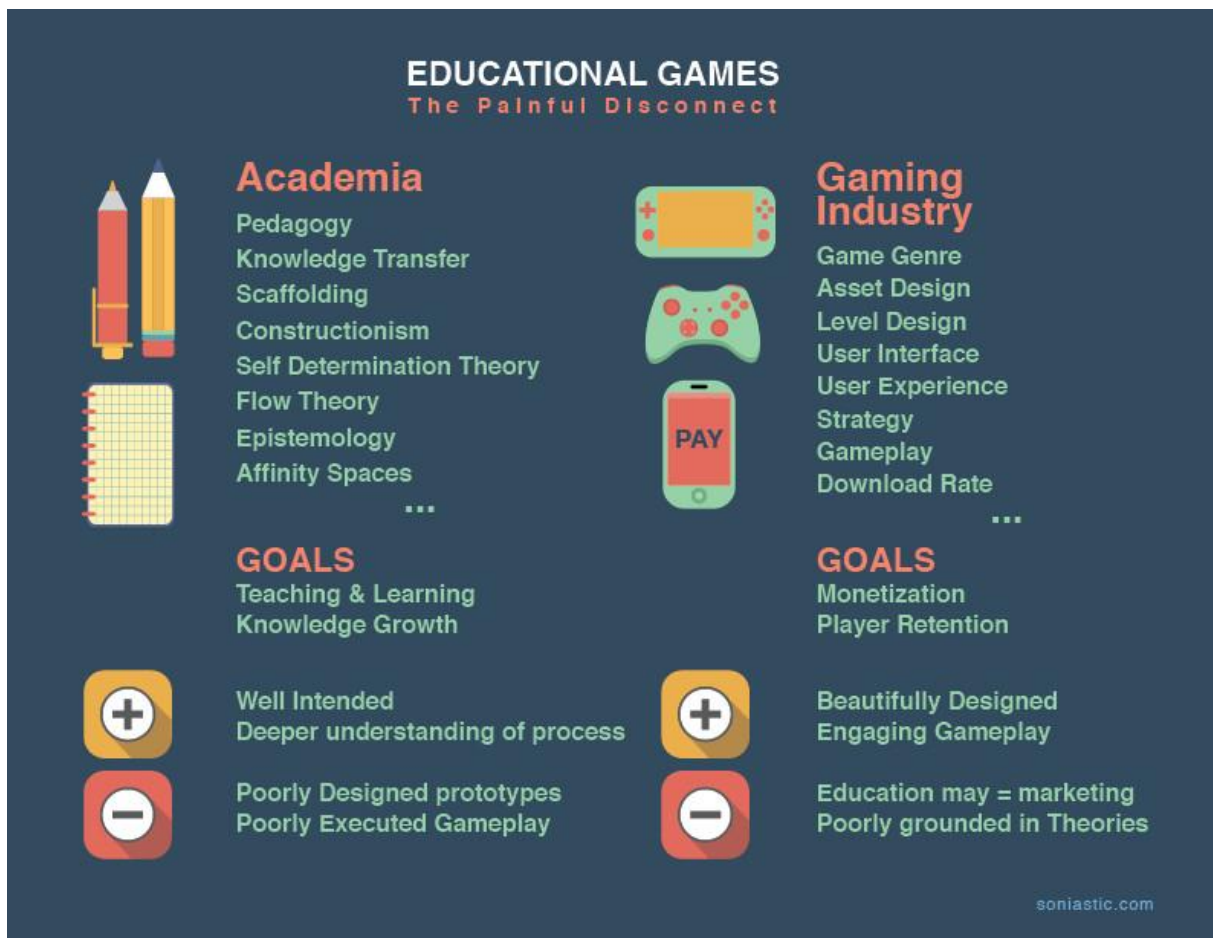 EDUCATIONAL GAMES
The Painful Disconnect
Academia
Pedagogy
Knowledge Transfer
Scaffolding
Constructionism
Self Determination Theory
Flow Theory
Epistemology
Affinity Spaces
...
GOALS
Teaching & Learning
Knowledge Growth
Well Intended
Deeper understanding of process
Poorly Designed prototypes
Poorly Executed Gameplay
PAY
Gaming
Industry
Game Genre
Asset Design
Level Design
User Interface
User Experience
Strategy
Gameplay
Download Rate
...
GOALS
Monetization
Player Retention
Beautifully Designed
Engaging Gameplay
Education may = marketing
Poorly grounded in Theories
soniastic.com